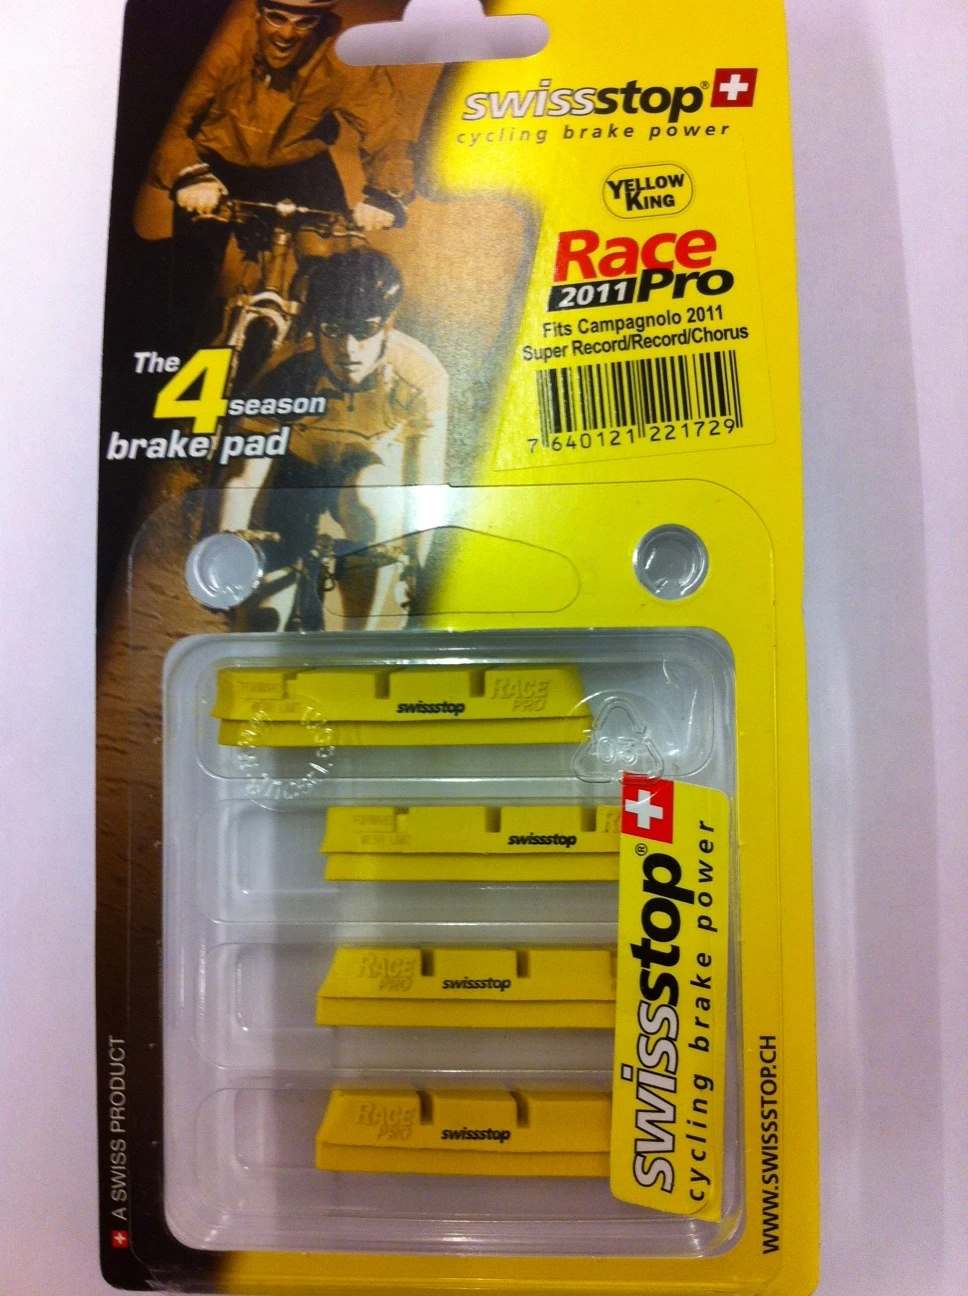 swissstop®
cycling brake power
YELLOW
KING
Race
2011 Pro
Fits Campagnolo 2011
Super Record/Record/Chorus
7 640121 221729
The 4 season
brake pad
RACE
PRO
swissstop
swissstop
RACE
PRO
swissstop
RACE
PRO
swissstop
03
swissstop®
cycling brake power
A SWISS PRODUCT
WWW.SWISSSTOP.CH